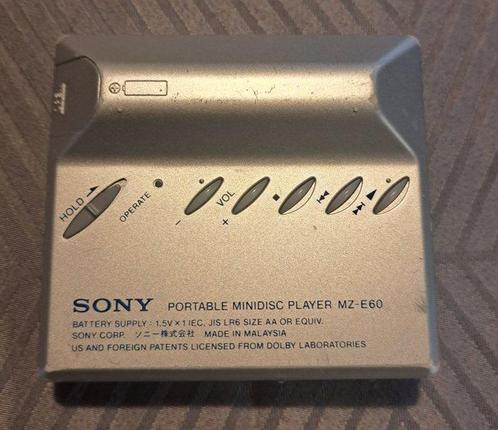 HOLD
OPERATE
VOL
- +
SONY PORTABLE MINIDISC PLAYER MZ-E60
BATTERY SUPPLY : 1.5V × 1 IEC, JIS LR6 SIZE AA OR EQUIV.
SONY CORP. ソニー株式会社 MADE IN MALAYSIA
US AND FOREIGN PATENTS LICENSED FROM DOLBY LABORATORIES